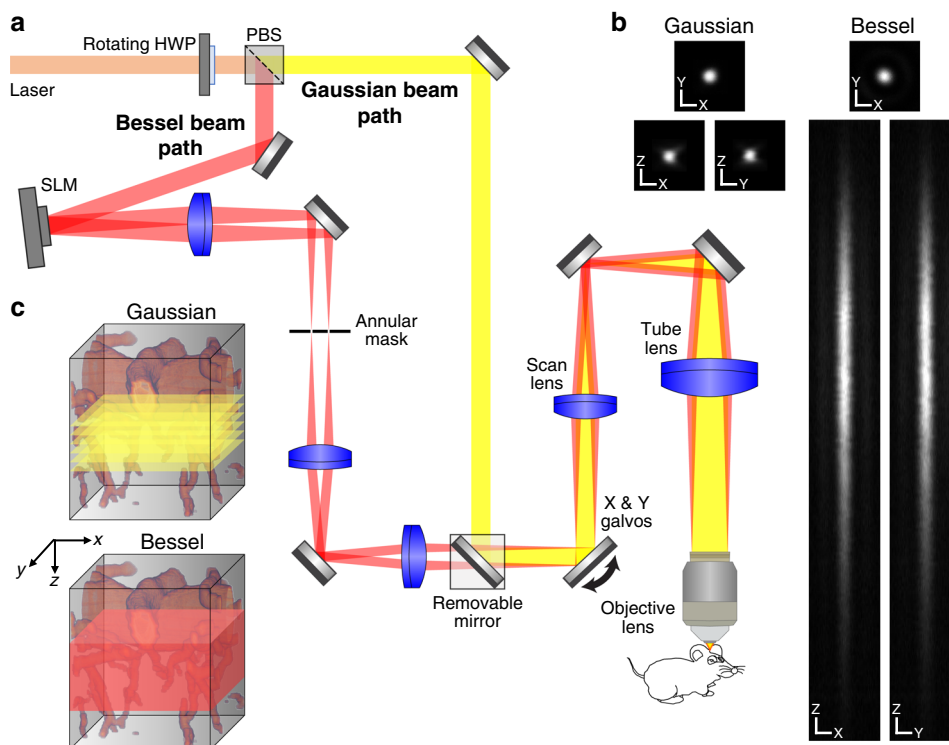 a
Rotating HWP
PBS
Laser
Gaussian beam
path
Bessel beam
path
SLM
Annular
mask
Scan
lens
Tube
lens
X & Y
galvos
Removable
mirror
Objective
lens
b
Gaussian
Bessel
Y
X
Y
X
Z
X
Z
Y
Z
X
Z
Y
c
Gaussian
x
y
z
Bessel